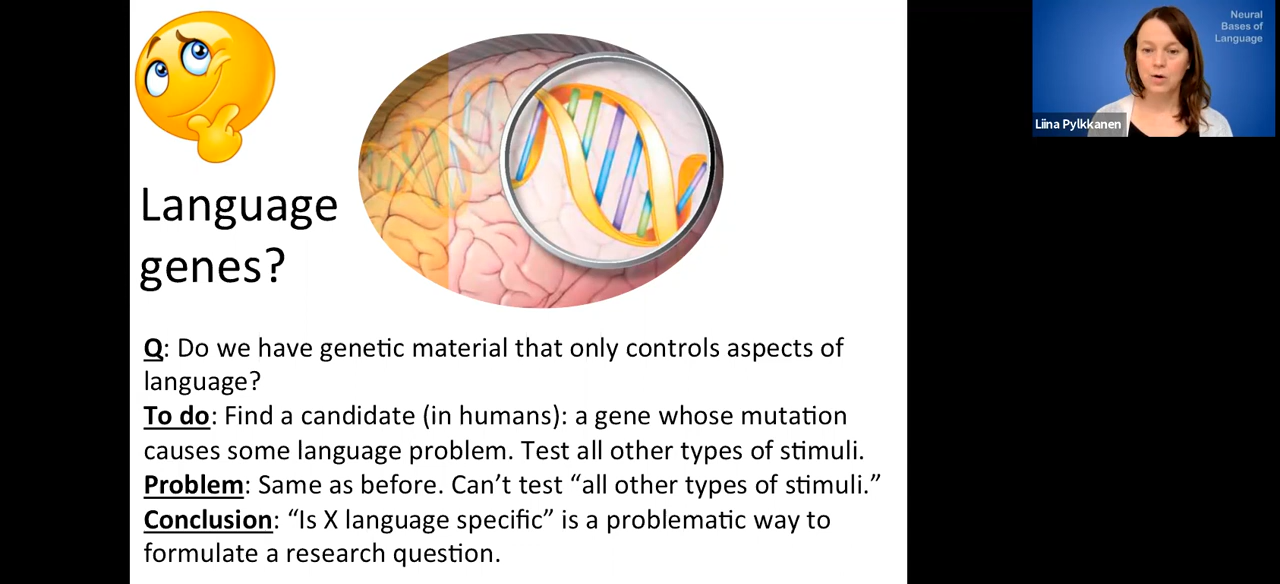 Language
genes?
Q: Do we have genetic material that only controls aspects of
language?
To do: Find a candidate (in humans): a gene whose mutation
causes some language problem. Test all other types of stimuli.
Problem: Same as before. Can’t test “all other types of stimuli.”
Conclusion: “Is X language specific” is a problematic way to
formulate a research question.
Neural
Bases of
Language
Liina Pylkkanen